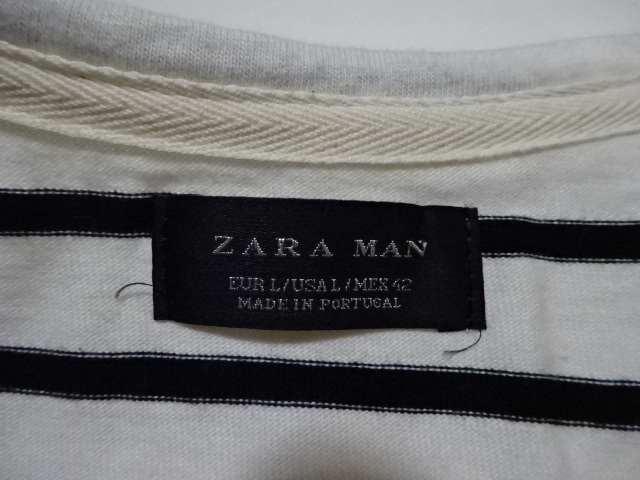 ZARA MAN
EUR L/USA L/MEX 42
MADE IN PORTUGAL